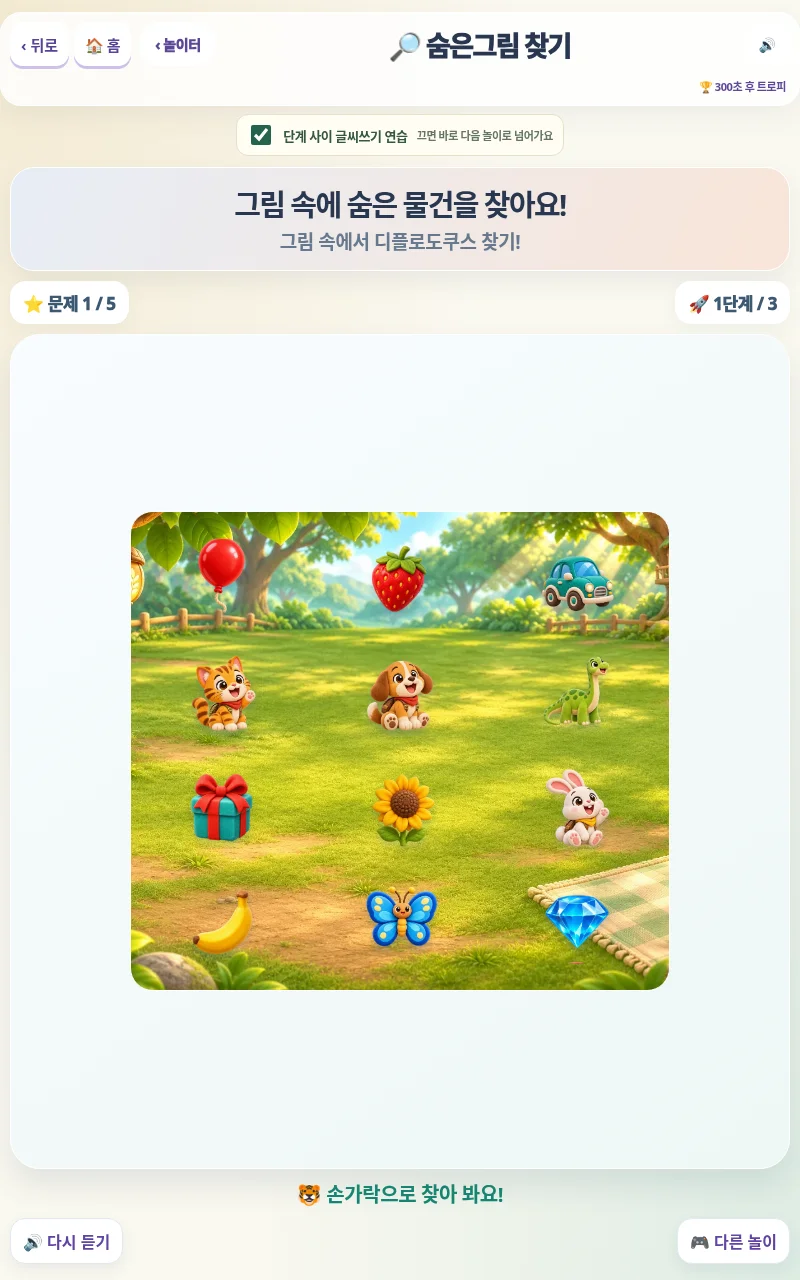 ‹ 뒤로
🏠 홈
‹ 놀이터
🔎 숨은그림 찾기
🔊
🏆 300초 후 트로피
단계 사이 글씨쓰기 연습 끄면 바로 다음 놀이로 넘어가요
그림 속에 숨은 물건을 찾아요!
그림 속에서 디플로도쿠스 찾기!
⭐ 문제 1 / 5
🚀 1단계 / 3
🐯 손가락으로 찾아 봐요!
🔊 다시 듣기
🎮 다른 놀이